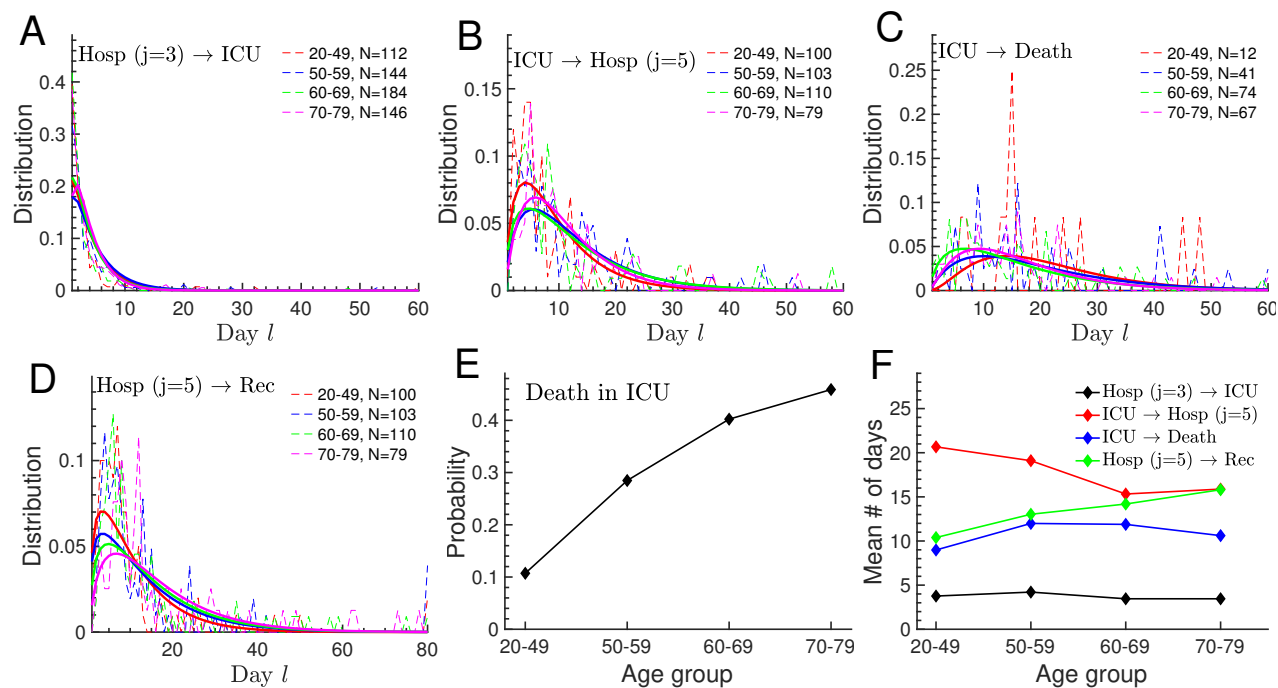 A
Hosp (j=3) → ICU
20-49, N=112
50-59, N=144
60-69, N=184
70-79, N=146
Distribution
0.4
0.3
0.2
0.1
0
10 20 30 40 50 60
Day l
B
ICU → Hosp (j=5)
20-49, N=100
50-59, N=103
60-69, N=110
70-79, N=79
Distribution
0.15
0.1
0.05
0
0 10 20 30 40 50 60
Day l
C
ICU → Death
20-49, N=12
50-59, N=41
60-69, N=74
70-79, N=67
Distribution
0.25
0.2
0.15
0.1
0.05
0
10 20 30 40 50 60
Day l
D
Hosp (j=5) → Rec
20-49, N=100
50-59, N=103
60-69, N=110
70-79, N=79
Distribution
0.1
0.05
0
20 40 60 80
Day l
E
Death in ICU
Probability
0.4
0.3
0.2
0.1
0
20-49 50-59 60-69 70-79
Age group
F
Hosp (j=3) → ICU
ICU → Hosp (j=5)
ICU → Death
Hosp (j=5) → Rec
Mean # of days
25
20
15
10
5
0
20-49 50-59 60-69 70-79
Age group